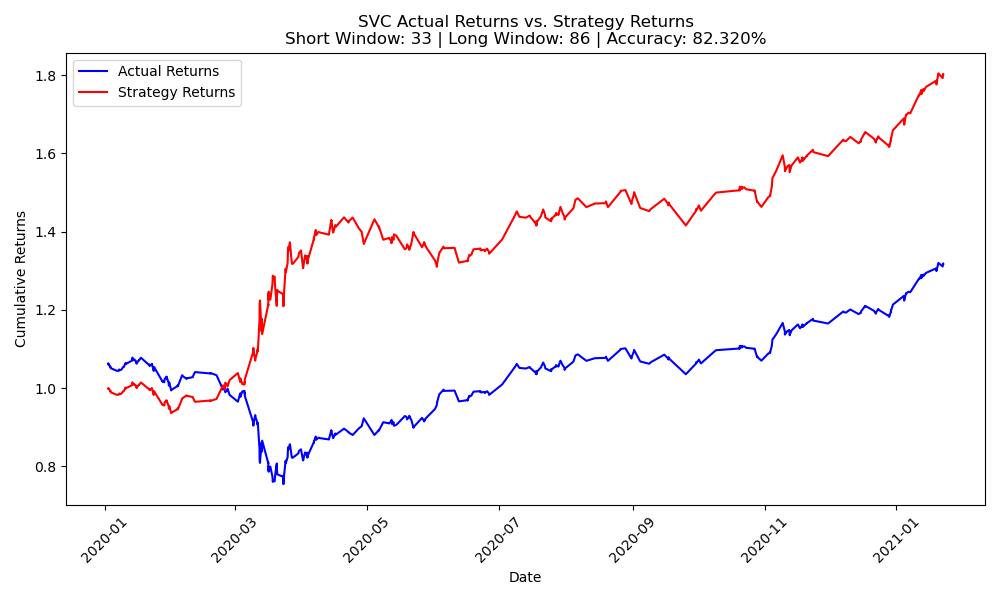 SVC Actual Returns vs. Strategy Returns
Short Window: 33 | Long Window: 86 | Accuracy: 82.320%
Actual Returns
Strategy Returns
Cumulative Returns
1.8
1.6
1.4
1.2
1.0
0.8
2020-01
2020-03
2020-05
2020-07
2020-09
2020-11
2021-01
Date